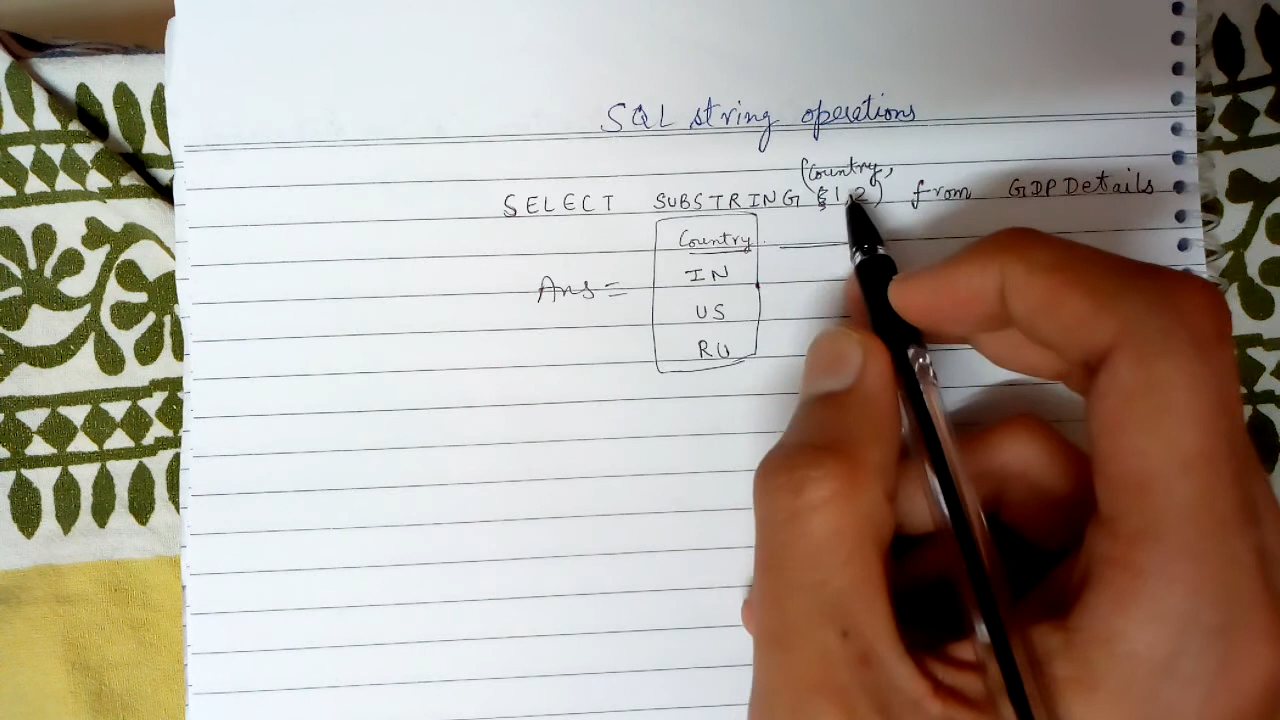 SQL string operations
(Country,
SELECT SUBSTRING 1,2) from GDPDetails
Country
Ans = IN
US
RU